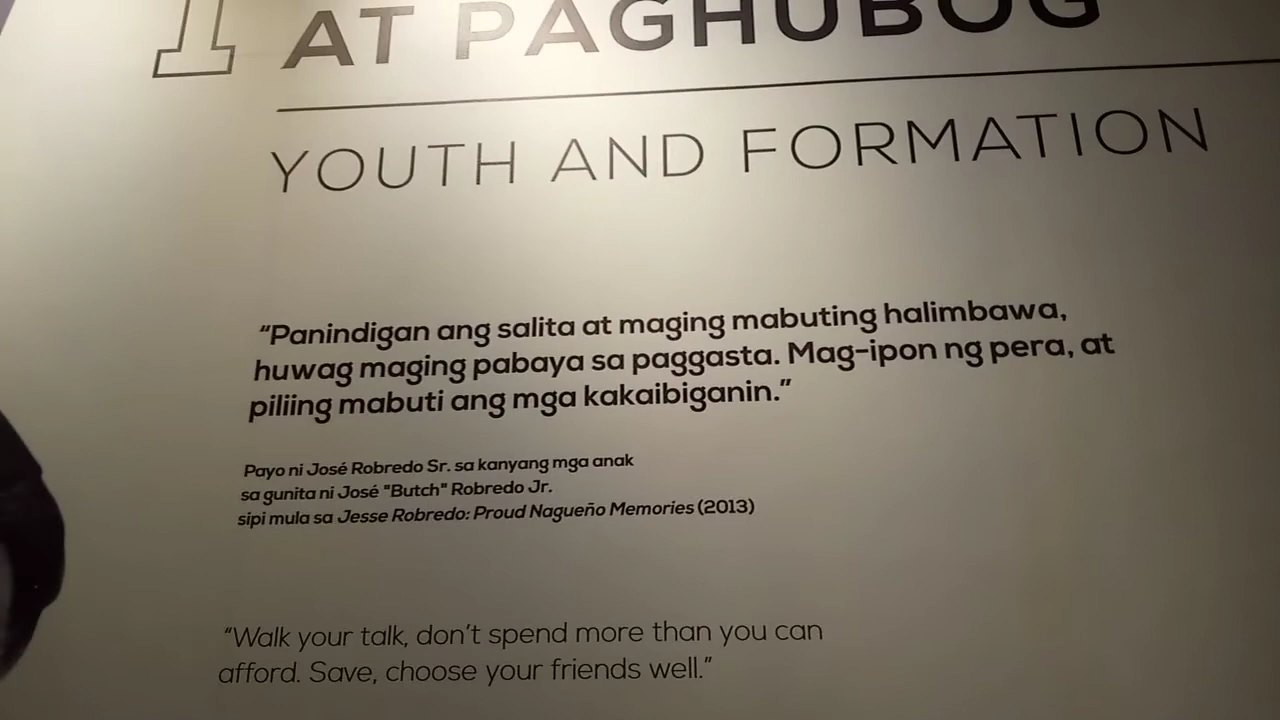 1
AT PAGHUBOG
YOUTH AND FORMATION
“Panindigan ang salita at maging mabuting halimbawa,
huwag maging pabaya sa paggasta. Mag-ipon ng pera, at
piliing mabuti ang mga kakaibiganin.”
Payo ni José Robredo Sr. sa kanyang mga anak
sa gunita ni José "Butch" Robredo Jr.
sipi mula sa Jesse Robredo: Proud Nagueño Memories (2013)
“Walk your talk, don’t spend more than you can
afford. Save, choose your friends well.”